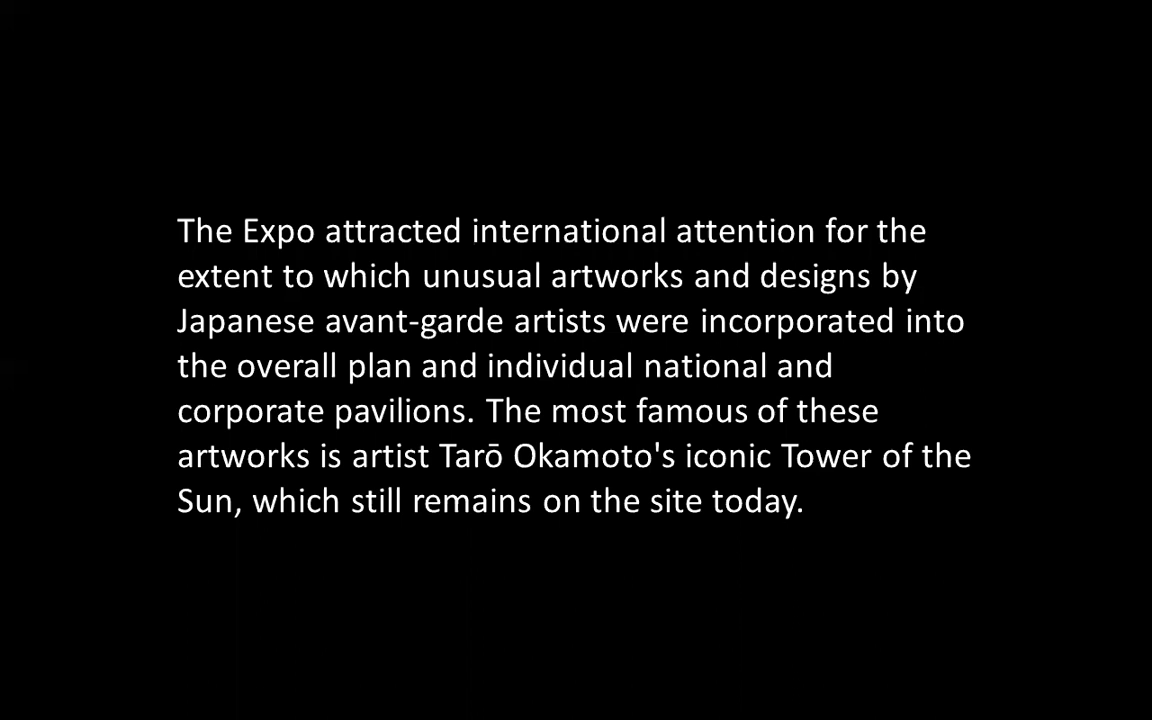 The Expo attracted international attention for the
extent to which unusual artworks and designs by
Japanese avant-garde artists were incorporated into
the overall plan and individual national and
corporate pavilions. The most famous of these
artworks is artist Tarō Okamoto's iconic Tower of the
Sun, which still remains on the site today.